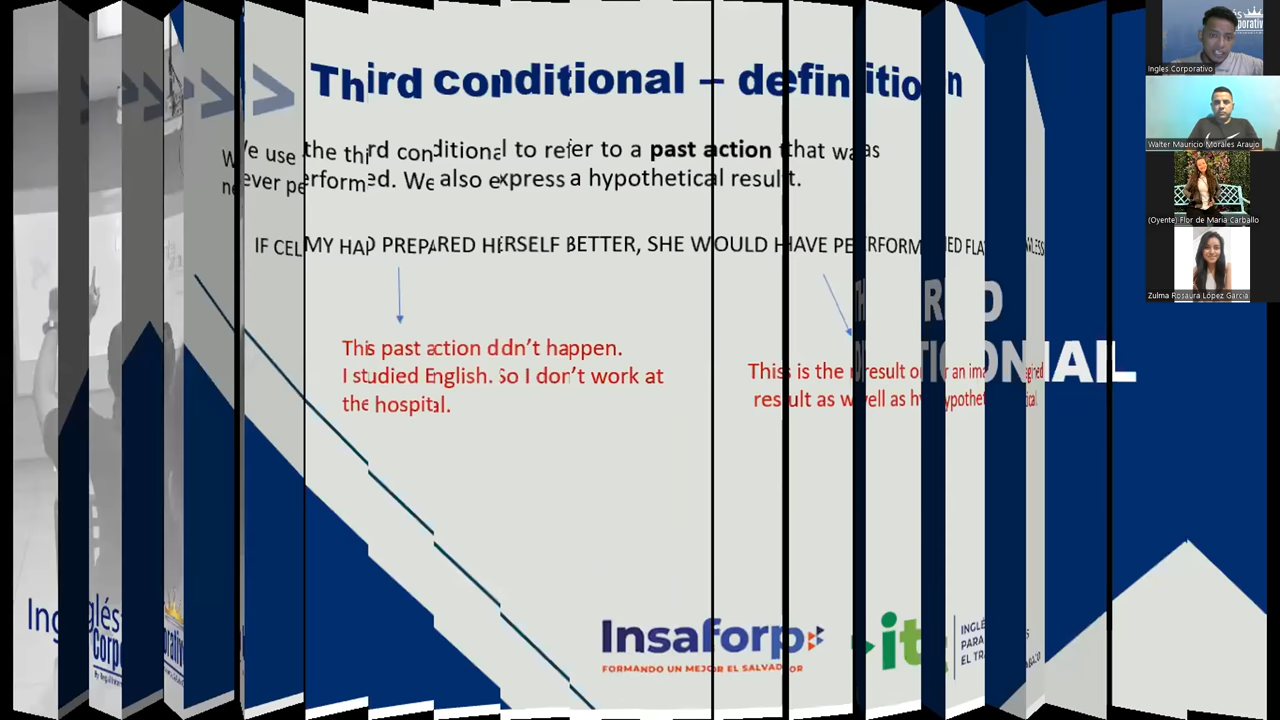 Third conditional – definition
We use the third conditional to refer to a past action that was
never performed. We also express a hypothetical result.
IF CELMY HAD PREPARED HERSELF BETTER, SHE WOULD HAVE PERFORMED
This past action didn't happen.
I studied English. So I don't work at
the hospital.
This is the result or an imagined
result as well as hypothetical
Insaforp
FORMANDO UN MEJOR EL SALVADOR
Inglés
Ingles Corporativo
Walter Mauricio Morales Araujo
(Oyente) Flor de Maria Carballo
Zulma Rosaura López Garcia